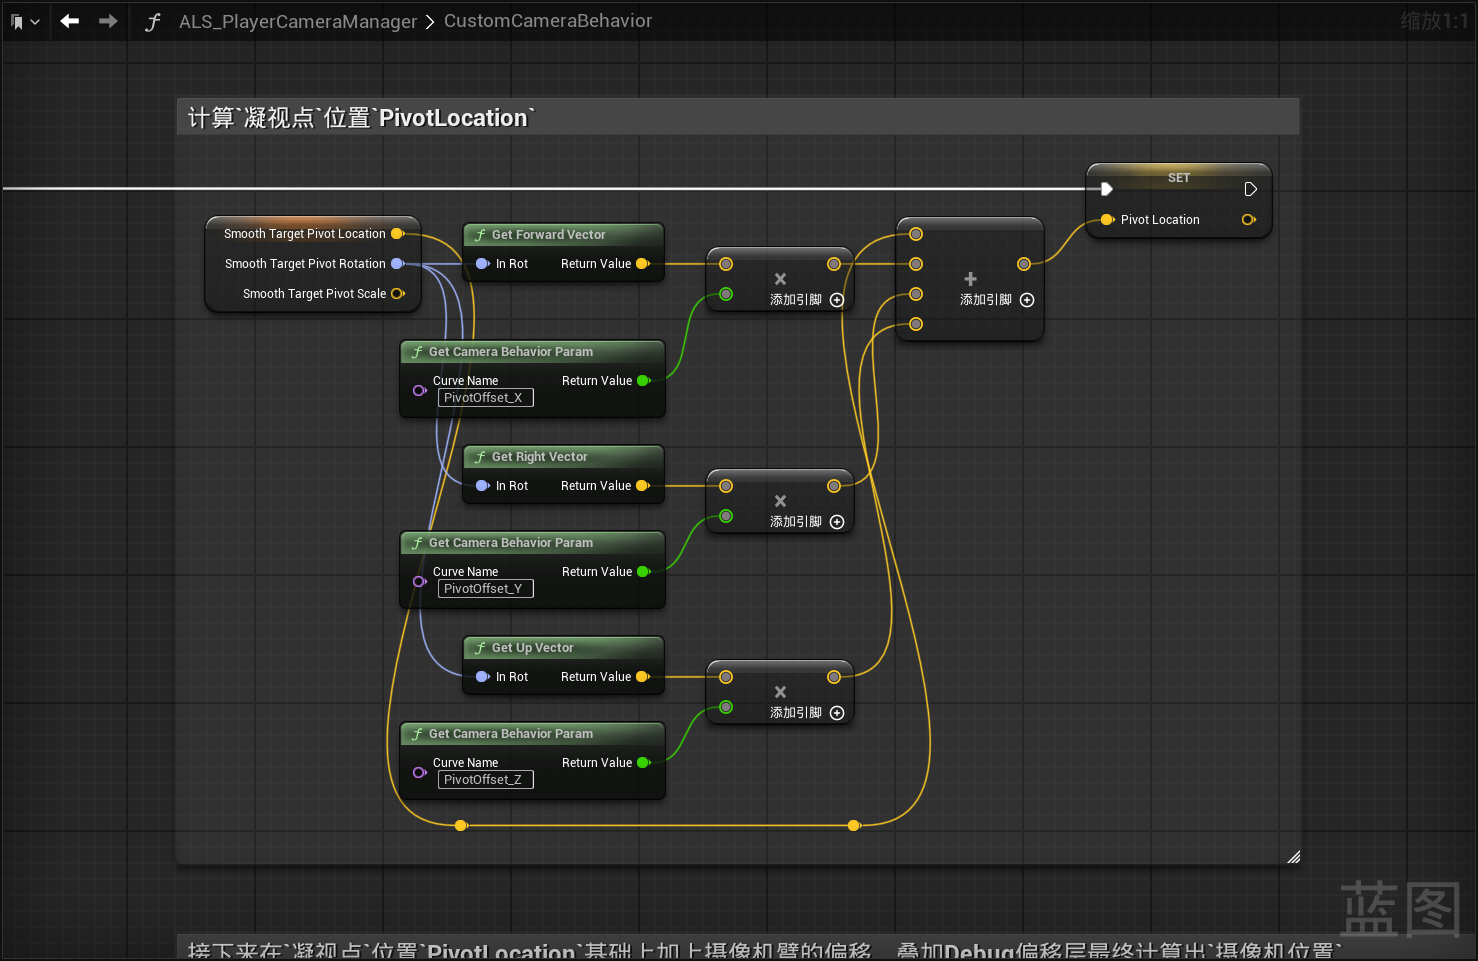 ALS_PlayerCameraManager > CustomCameraBehavior
缩放1:1
计算`凝视点`位置`PivotLocation`
SET
Pivot Location
Smooth Target Pivot Location
Smooth Target Pivot Rotation
Smooth Target Pivot Scale
Get Forward Vector
In Rot
Return Value
添加引脚
添加引脚
Get Camera Behavior Param
Curve Name
Return Value
PivotOffset_X
Get Right Vector
In Rot
Return Value
添加引脚
Get Camera Behavior Param
Curve Name
Return Value
PivotOffset_Y
Get Up Vector
In Rot
Return Value
添加引脚
Get Camera Behavior Param
Curve Name
Return Value
PivotOffset_Z
蓝图
接下来在`凝视点`位置`PivotLocation`基础上加上摄像机臂的偏移，叠加Debug偏移层最终计算出`摄像机位置`